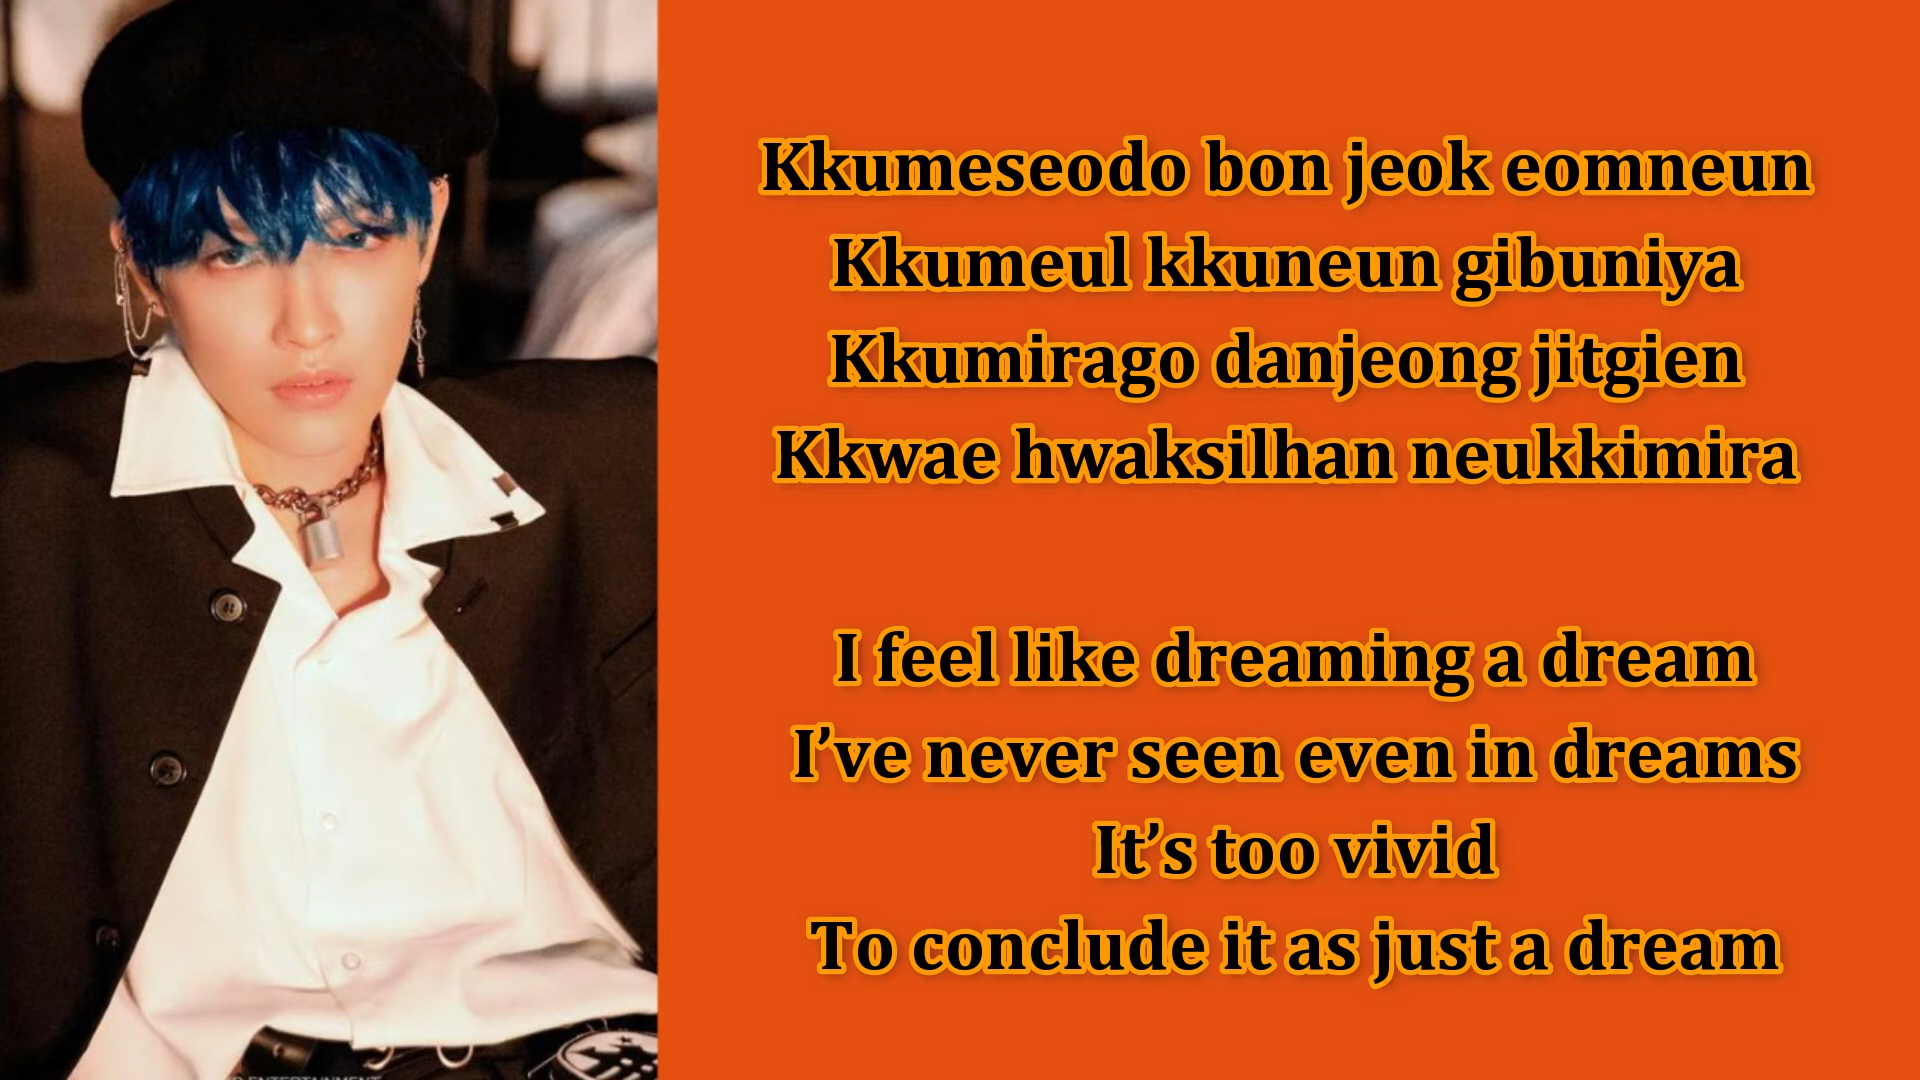 Kkumeseodo bon jeok eomneun
Kkumeul kkuneun gibuniya
Kkumirago danjeong jitgien
Kkwae hwaksilhan neukkimira
I feel like dreaming a dream
I’ve never seen even in dreams
It’s too vivid
To conclude it as just a dream
ENTERTAINMENT